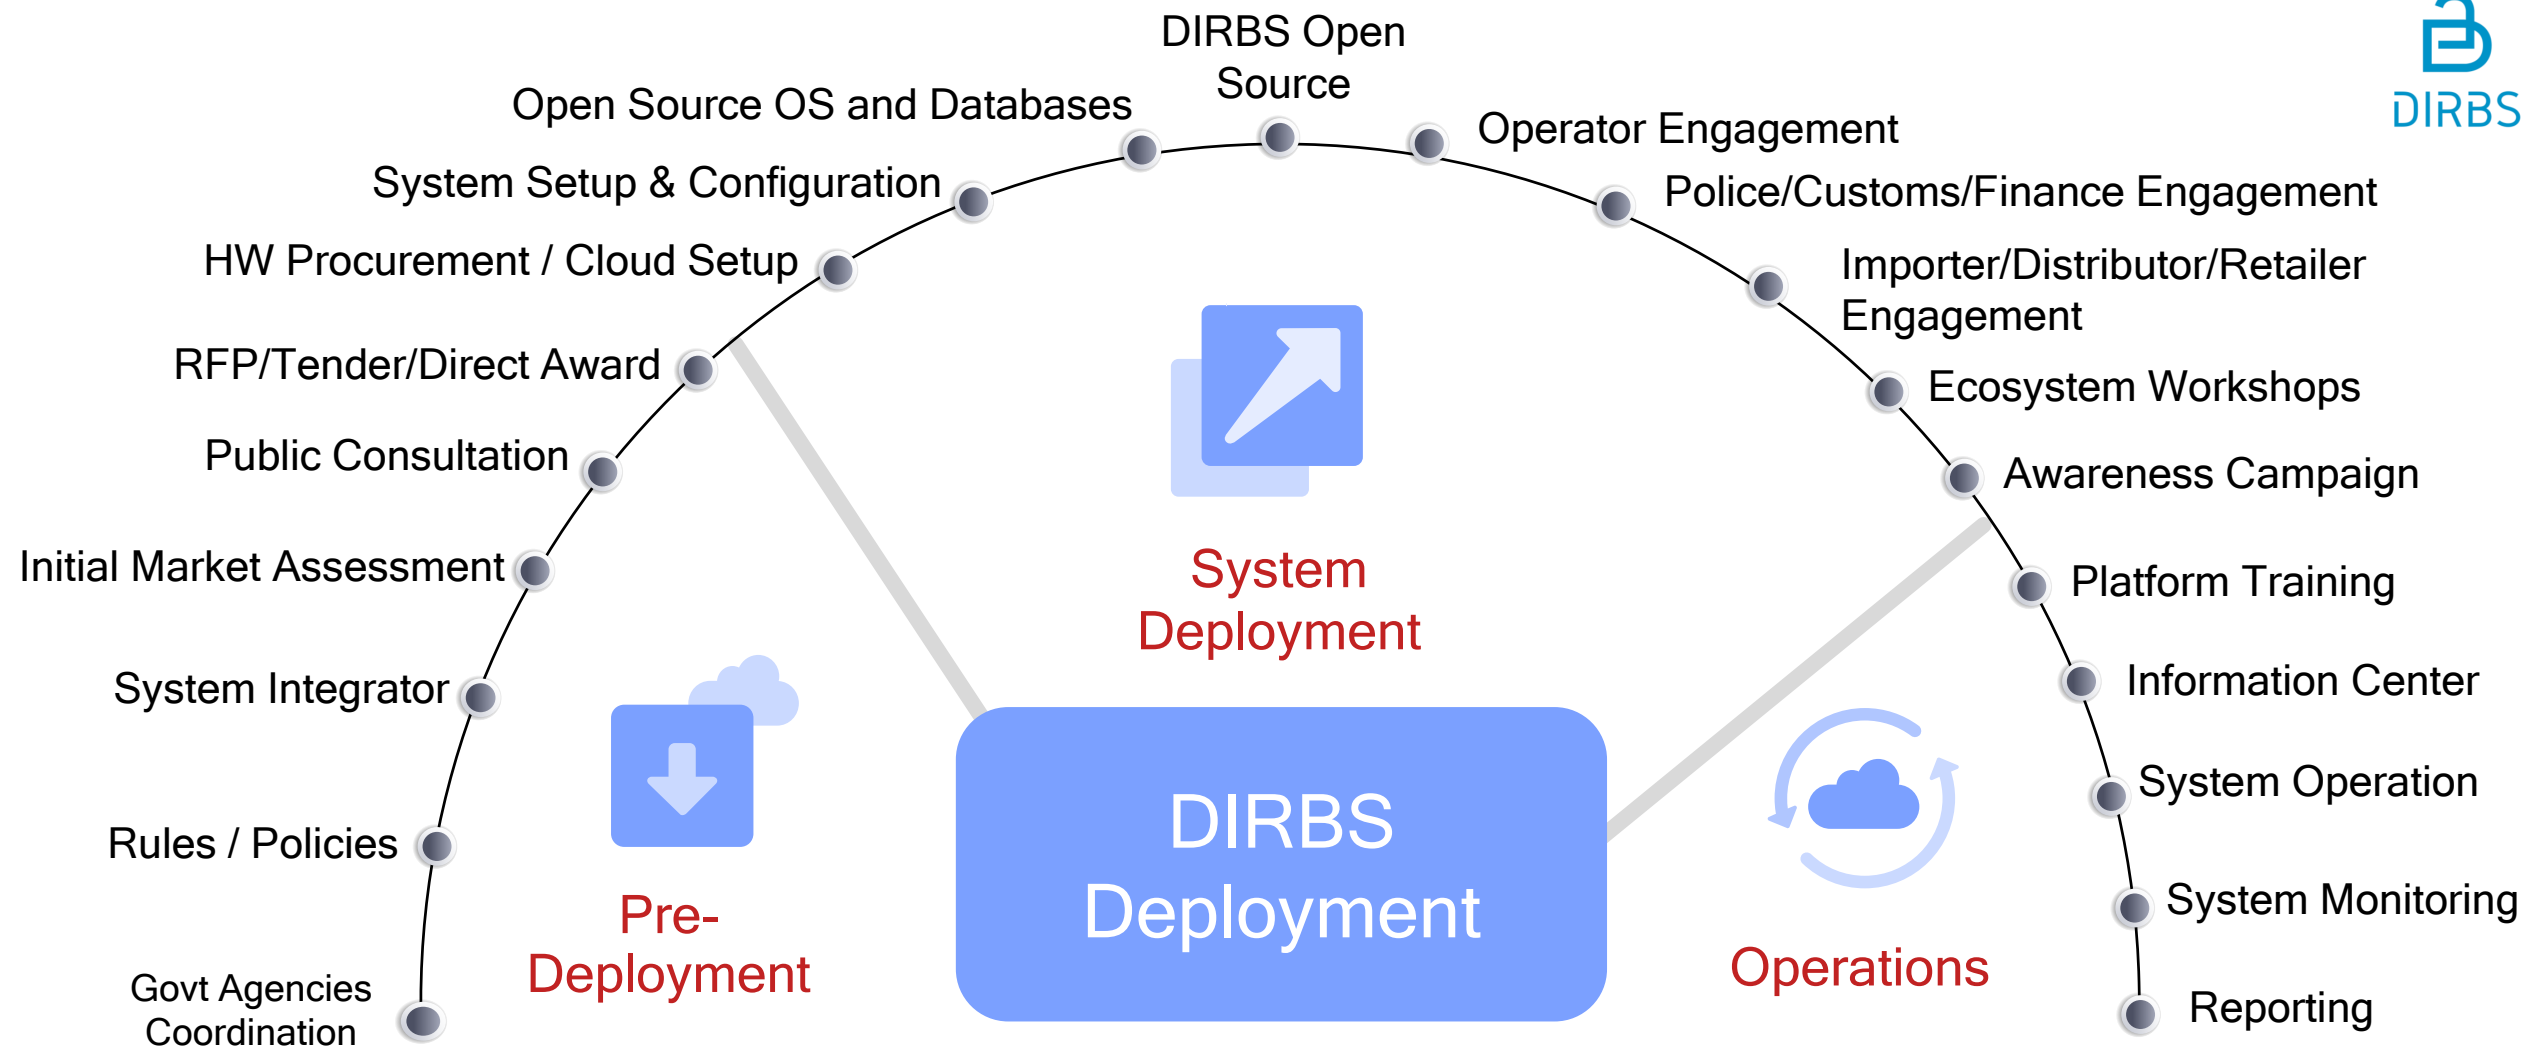 DIRBS Open
Source
DIRBS
Open Source OS and Databases
Operator Engagement
System Setup & Configuration
Police/Customs/Finance Engagement
HW Procurement / Cloud Setup
Importer/Distributor/Retailer
Engagement
RFP/Tender/Direct Award
Ecosystem Workshops
Public Consultation
Awareness Campaign
Initial Market Assessment
System
Deployment
Platform Training
System Integrator
Information Center
Rules / Policies
DIRBS
Deployment
System Operation
Pre-
Deployment
Operations
System Monitoring
Govt Agencies
Coordination
Reporting